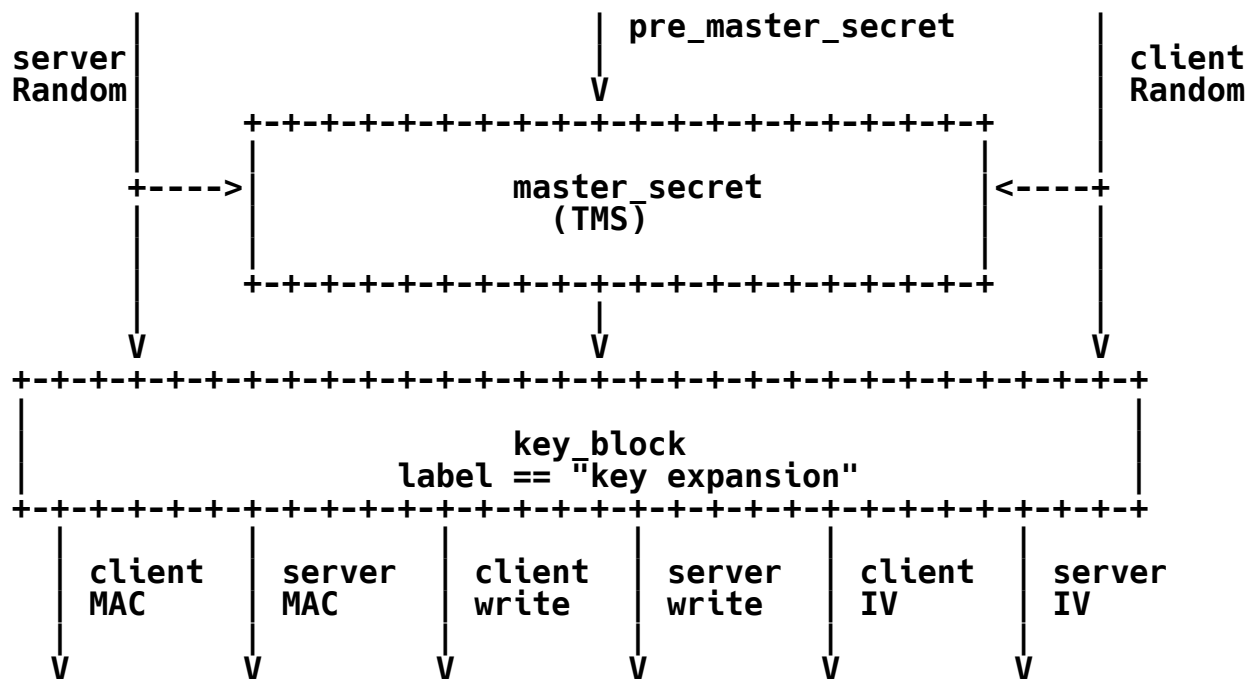 pre_master_secret
server client
Random Random
master_secret
(TMS)
key_block
label == "key expansion"
client server client server client server
MAC MAC write write IV IV